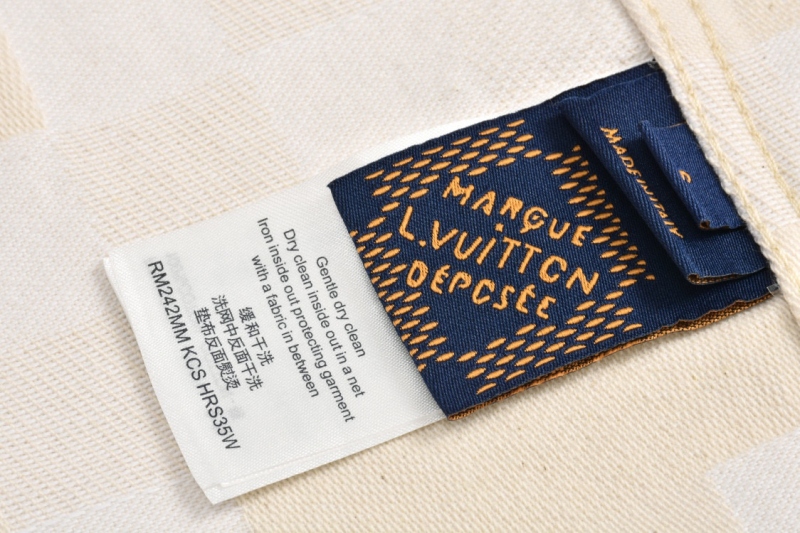 MARQUE
L.VUITTON
DÉPOSÉE
MADE IN ITALY
Gentle dry clean
Dry clean inside out in a net
Iron inside out protecting garment
with a fabric in between
缓和干洗
洗网中反面干洗
垫布反面熨烫
RM242MM KCS HRS35W